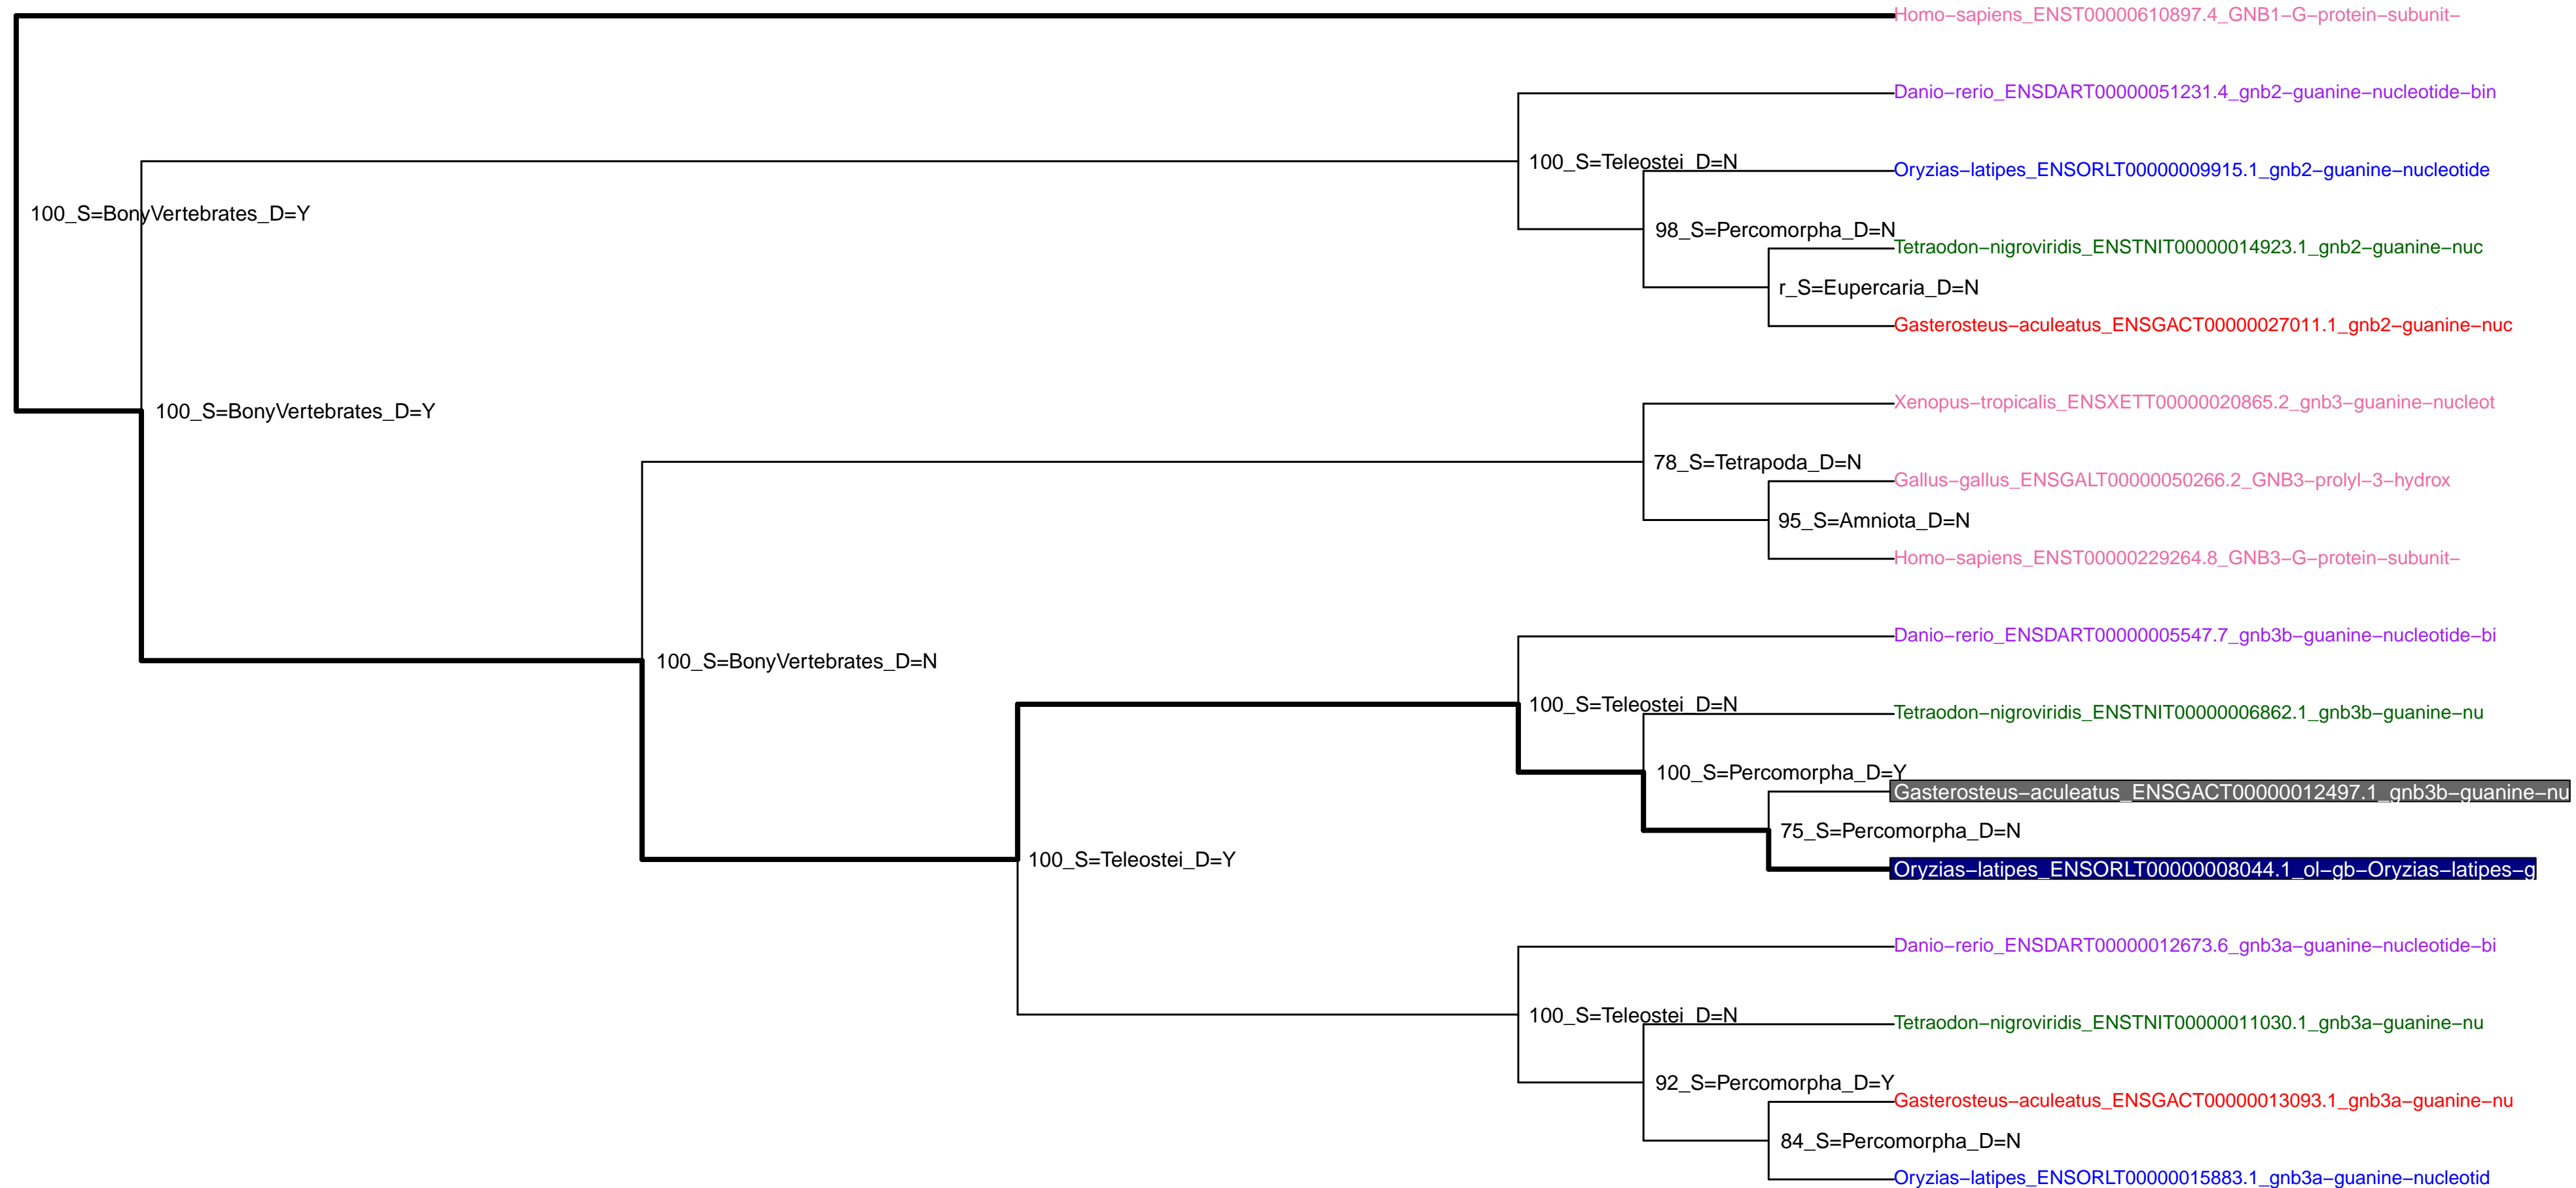 Homo−sapiens_ENST00000610897.4_GNB1−G−protein−subunit−
Danio−rerio_ENSDART00000051231.4_gnb2−guanine−nucleotide−bin
100_S=Teleostei_D=N
Oryzias−latipes_ENSORLT00000009915.1_gnb2−guanine−nucleotide
100_S=BonyVertebrates_D=Y
98_S=Percomorpha_D=N
Tetraodon−nigroviridis_ENSTNIT00000014923.1_gnb2−guanine−nuc
r_S=Eupercaria_D=N
Gasterosteus−aculeatus_ENSGACT00000027011.1_gnb2−guanine−nuc
Xenopus−tropicalis_ENSXETT00000020865.2_gnb3−guanine−nucleot
100_S=BonyVertebrates_D=Y
78_S=Tetrapoda_D=N
Gallus−gallus_ENSGALT00000050266.2_GNB3−prolyl−3−hydrox
95_S=Amniota_D=N
Homo−sapiens_ENST00000229264.8_GNB3−G−protein−subunit−
Danio−rerio_ENSDART00000005547.7_gnb3b−guanine−nucleotide−bi
100_S=BonyVertebrates_D=N
100_S=Teleostei_D=N
Tetraodon−nigroviridis_ENSTNIT00000006862.1_gnb3b−guanine−nu
100_S=Percomorpha_D=Y
Gasterosteus−aculeatus_ENSGACT00000012497.1_gnb3b−guanine−nu
75_S=Percomorpha_D=N
100_S=Teleostei_D=Y
Oryzias−latipes_ENSORLT00000008044.1_ol−gb−Oryzias−latipes−g
Danio−rerio_ENSDART00000012673.6_gnb3a−guanine−nucleotide−bi
100_S=Teleostei_D=N
Tetraodon−nigroviridis_ENSTNIT00000011030.1_gnb3a−guanine−nu
92_S=Percomorpha_D=Y
Gasterosteus−aculeatus_ENSGACT00000013093.1_gnb3a−guanine−nu
84_S=Percomorpha_D=N
Oryzias−latipes_ENSORLT00000015883.1_gnb3a−guanine−nucleotid